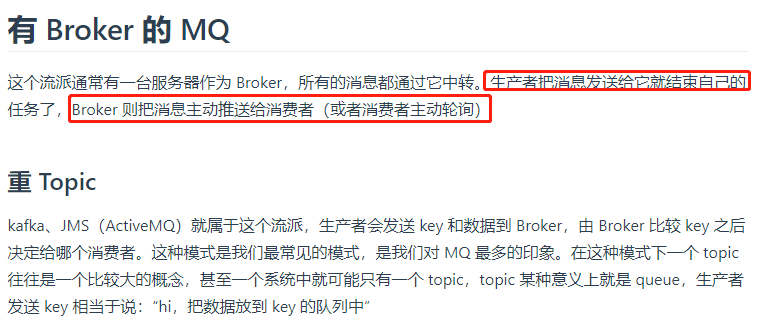 有 Broker 的 MQ
这个流派通常有一台服务器作为 Broker，所有的消息都通过它中转。生产者把消息发送给它就结束自己的
任务了，Broker 则把消息主动推送给消费者（或者消费者主动轮询）
重 Topic
kafka、JMS（ActiveMQ）就属于这个流派，生产者会发送 key 和数据到 Broker，由 Broker 比较 key 之后
决定给哪个消费者。这种模式是我们最常见的模式，是我们对 MQ 最多的印象。在这种模式下一个 topic
往往是一个比较大的概念，甚至一个系统中就可能只有一个 topic，topic 某种意义上就是 queue，生产者
发送 key 相当于说：“hi，把数据放到 key 的队列中”